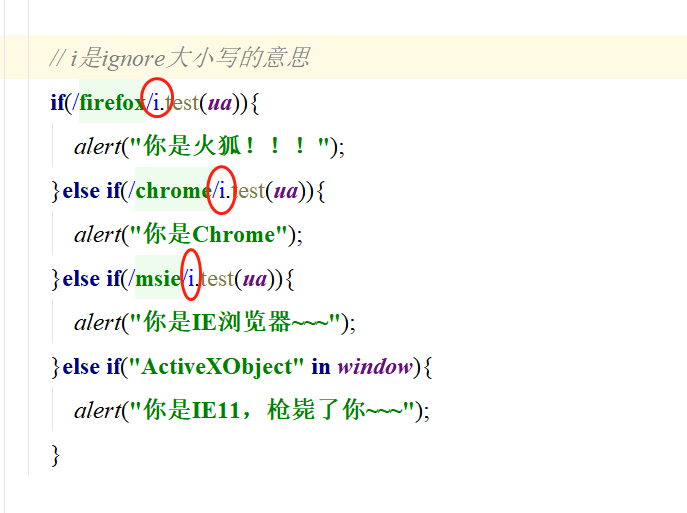 // i是ignore大小写的意思
if(/firefox/i.test(ua)){
alert("你是火狐！！！");
}else if(/chrome/i.test(ua)){
alert("你是Chrome");
}else if(/msie/i.test(ua)){
alert("你是IE浏览器~~~");
}else if("ActiveXObject" in window){
alert("你是IE11，枪毙了你~~~");
}